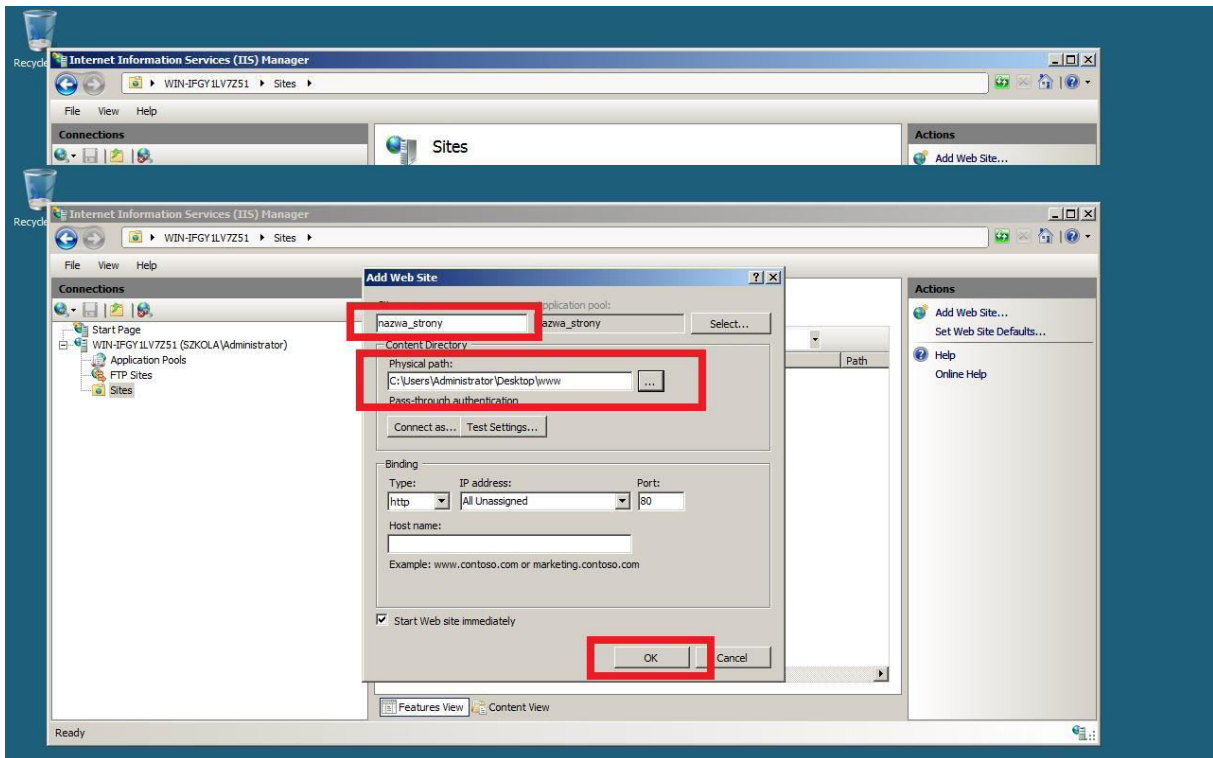 Recycle
Internet Information Services (IIS) Manager
WIN-IFGY1LV7Z51 Sites
File View Help
Connections
Sites
Actions
Add Web Site...
Recycle
Internet Information Services (IIS) Manager
WIN-IFGY1LV7Z51 Sites
File View Help
Connections
Start Page
WIN-IFGY1LV7Z51 (SZKOLA\Administrator)
Application Pools
FTP Sites
Sites
Add Web Site
pplication pool:
nazwa_strony
azwa_strony
Select...
Content Directory
Physical path:
C:\Users\Administrator\Desktop\www
...
Pass-through authentication
Connect as... Test Settings...
Binding
Type: IP address: Port:
http All Unassigned 80
Host name:
Example: www.contoso.com or marketing.contoso.com
Start Web site immediately
OK Cancel
Path
Actions
Add Web Site...
Set Web Site Defaults...
Help
Online Help
Features View Content View
Ready